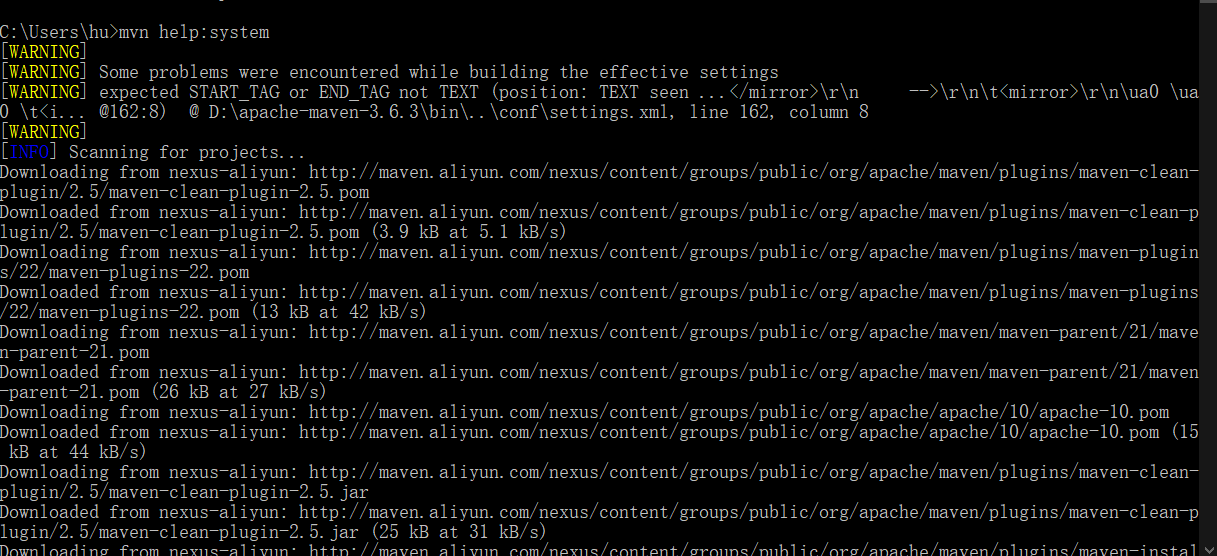 C:\Users\hu>mvn help:system
[WARNING]
[WARNING] Some problems were encountered while building the effective settings
[WARNING] expected START_TAG or END_TAG not TEXT (position: TEXT seen ...</mirror>\r\n     -->\r\n\t<mirror>\r\n\ua0 \ua
0 \t<i... @162:8)  @ D:\apache-maven-3.6.3\bin\..\conf\settings.xml, line 162, column 8
[WARNING]
[INFO] Scanning for projects...
Downloading from nexus-aliyun: http://maven.aliyun.com/nexus/content/groups/public/org/apache/maven/plugins/maven-clean-
plugin/2.5/maven-clean-plugin-2.5.pom
Downloaded from nexus-aliyun: http://maven.aliyun.com/nexus/content/groups/public/org/apache/maven/plugins/maven-clean-p
lugin/2.5/maven-clean-plugin-2.5.pom (3.9 kB at 5.1 kB/s)
Downloading from nexus-aliyun: http://maven.aliyun.com/nexus/content/groups/public/org/apache/maven/plugins/maven-plugin
s/22/maven-plugins-22.pom
Downloaded from nexus-aliyun: http://maven.aliyun.com/nexus/content/groups/public/org/apache/maven/plugins/maven-plugins
/22/maven-plugins-22.pom (13 kB at 42 kB/s)
Downloading from nexus-aliyun: http://maven.aliyun.com/nexus/content/groups/public/org/apache/maven/maven-parent/21/mave
n-parent-21.pom
Downloaded from nexus-aliyun: http://maven.aliyun.com/nexus/content/groups/public/org/apache/maven/maven-parent/21/maven
-parent-21.pom (26 kB at 27 kB/s)
Downloading from nexus-aliyun: http://maven.aliyun.com/nexus/content/groups/public/org/apache/apache/10/apache-10.pom
Downloaded from nexus-aliyun: http://maven.aliyun.com/nexus/content/groups/public/org/apache/apache/10/apache-10.pom (15
 kB at 44 kB/s)
Downloading from nexus-aliyun: http://maven.aliyun.com/nexus/content/groups/public/org/apache/maven/plugins/maven-clean-
plugin/2.5/maven-clean-plugin-2.5.jar
Downloaded from nexus-aliyun: http://maven.aliyun.com/nexus/content/groups/public/org/apache/maven/plugins/maven-clean-p
lugin/2.5/maven-clean-plugin-2.5.jar (25 kB at 31 kB/s)
Downloading from nexus-aliyun: http://maven.aliyun.com/nexus/content/groups/public/org/apache/maven/plugins/maven-instal